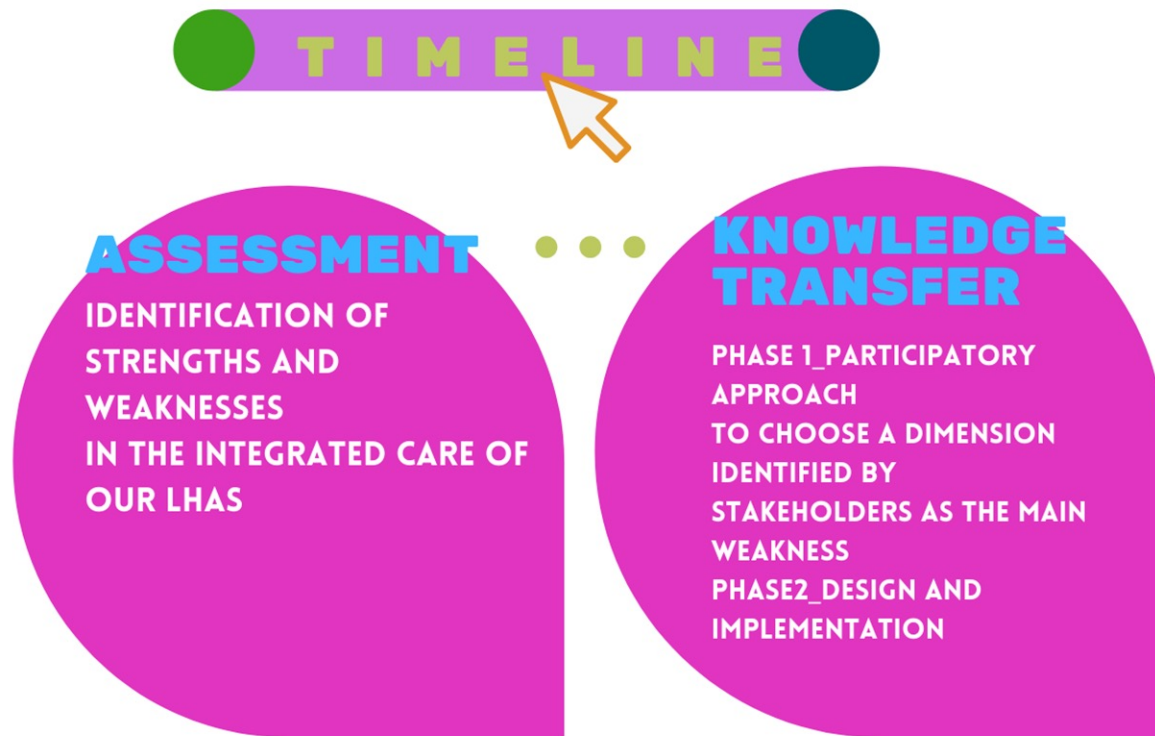 TIMELINE
ASSESSMENT
IDENTIFICATION OF
STRENGTHS AND
WEAKNESSES
IN THE INTEGRATED CARE OF
OUR LHAS
KNOWLEDGE
TRANSFER
PHASE 1_PARTICIPATORY
APPROACH
TO CHOOSE A DIMENSION
IDENTIFIED BY
STAKEHOLDERS AS THE MAIN
WEAKNESS
PHASE2_DESIGN AND
IMPLEMENTATION